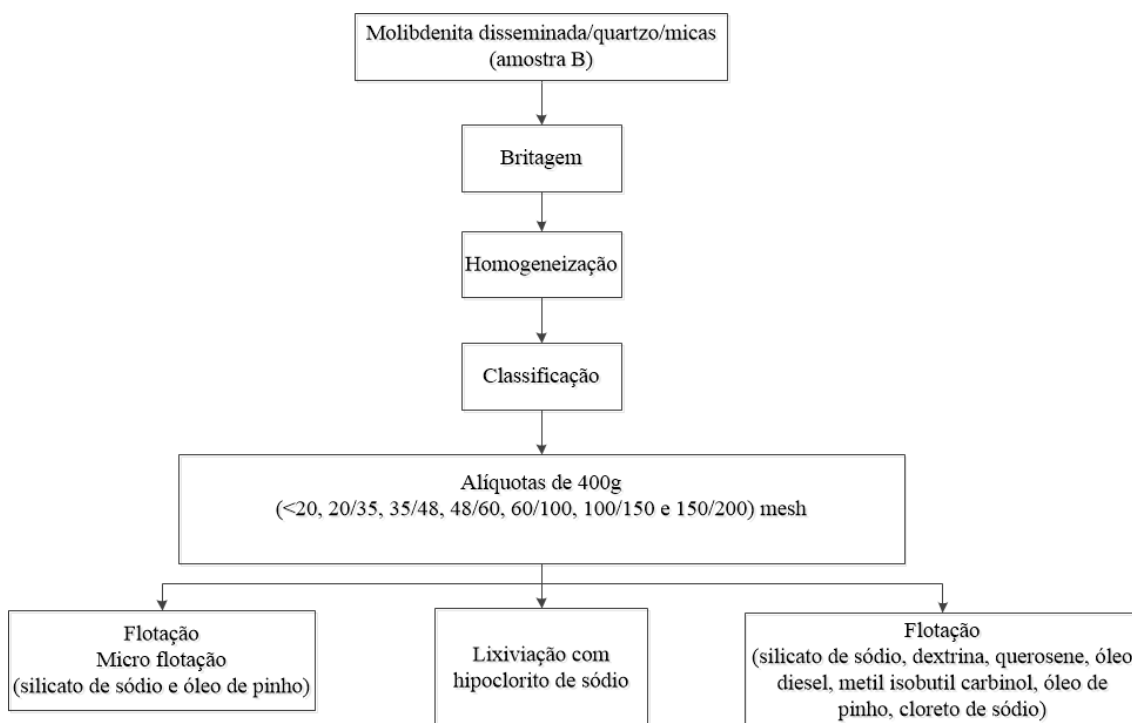 Molibdenita disseminada/quartzo/micas
(amostra B)
Britagem
Homogeneização
Classificação
Alíquotas de 400g
(<20, 20/35, 35/48, 48/60, 60/100, 100/150 e 150/200) mesh
Flotação
Micro flotação
(silicato de sódio e óleo de pinho)
Lixiviação com
hipoclorito de sódio
Flotação
(silicato de sódio, dextrina, querosene, óleo
diesel, metil isobutil carbinol, óleo de
pinho, cloreto de sódio)